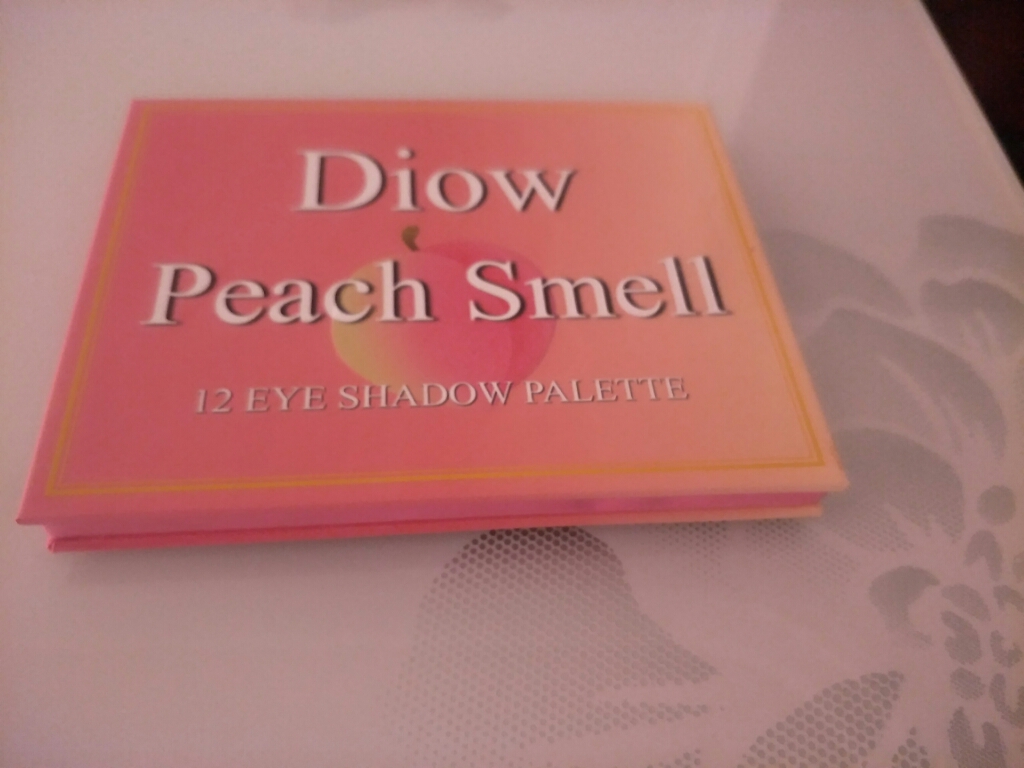 Diow
Peach Smell
12 EYE SHADOW PALETTE